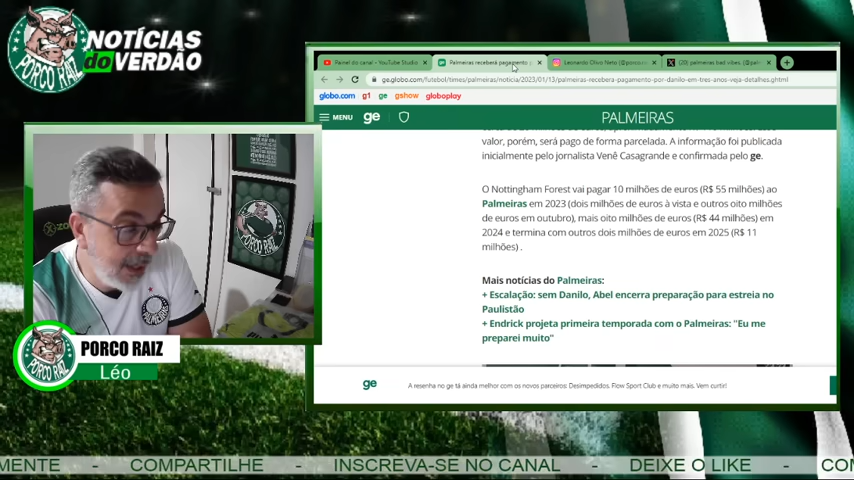 NOTÍCIAS
do VERDÃO
PORCO RAIZ
Painel do canal - YouTube Studio
Palmeiras receberá pagamento
Leonardo Chivo Neto (@porco.r
(20) palmeiras bad vibes. (@palm
ge.globo.com/futebol/times/palmeiras/noticia/2023/01/13/palmeiras-recebera-pagamento-por-danilo-em-tres-anos-veja-detalhes.ghtml
globo.com g1 ge gshow globoplay
MENU ge PALMEIRAS
valor, porém, será pago de forma parcelada. A informação foi publicada
inicialmente pelo jornalista Venê Casagrande e confirmada pelo ge.
O Nottingham Forest vai pagar 10 milhões de euros (R$ 55 milhões) ao
Palmeiras em 2023 (dois milhões de euros à vista e outros oito milhões
de euros em outubro), mais oito milhões de euros (R$ 44 milhões) em
2024 e termina com outros dois milhões de euros em 2025 (R$ 11
milhões) .
Mais notícias do Palmeiras:
+ Escalação: sem Danilo, Abel encerra preparação para estreia no
Paulistão
+ Endrick projeta primeira temporada com o Palmeiras: "Eu me
preparei muito"
ge
A resenha no ge tá ainda melhor com os novos parceiros: Desimpedidos. Flow Sport Club e muito mais. Vem curtir!
PORCO RAIZ
PORCO RAIZ
Léo
MENTE - COMPARTILHE - INSCREVA-SE NO CANAL - DEIXE O LIKE - COM